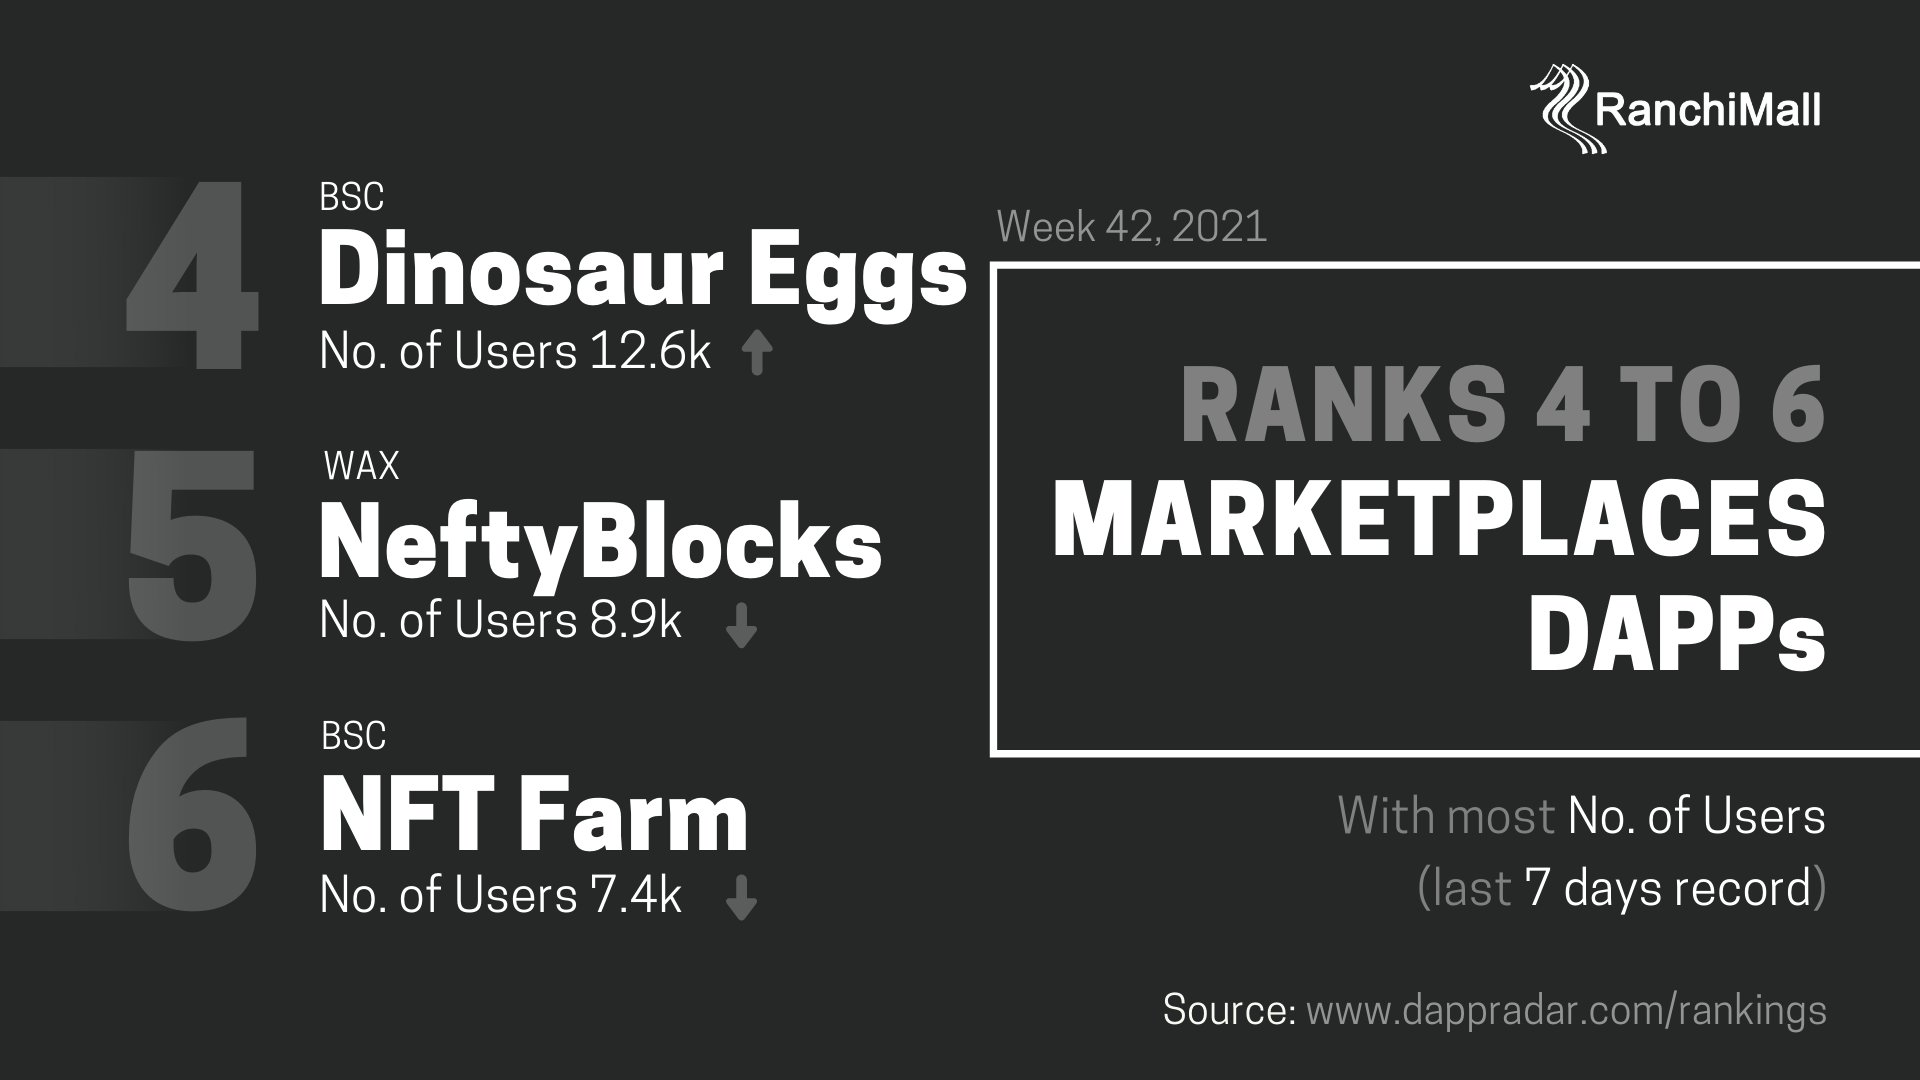 RanchiMall
4
BSC
Dinosaur Eggs
No. of Users 12.6k
5
WAX
NeftyBlocks
No. of Users 8.9k
6
BSC
NFT Farm
No. of Users 7.4k
Week 42, 2021
RANKS 4 TO 6
MARKETPLACES
DAPPs
With most No. of Users
(last 7 days record)
Source: www.dappradar.com/rankings